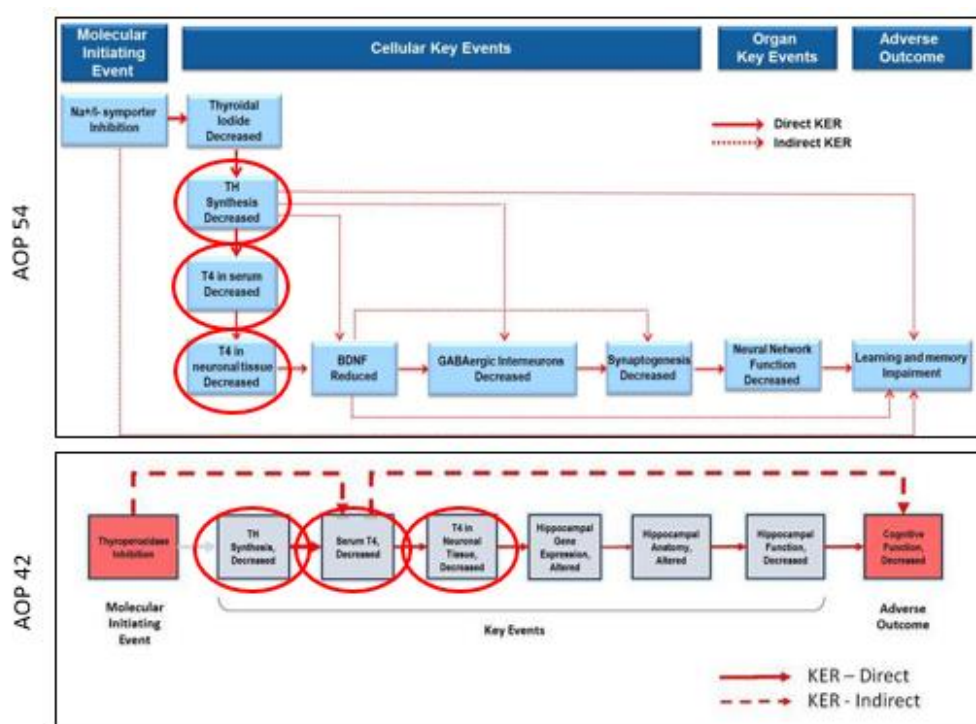 Molecular
Initiating
Event
Cellular Key Events
Organ
Key Events
Adverse
Outcome
Na+/I- symporter
Inhibition
Thyroidal
Iodide
Decreased
Direct KER
Indirect KER
TH
Synthesis
Decreased
T4 in serum
Decreased
T4 in
neuronal tissue
Decreased
BDNF
Reduced
GABAergic Interneurons
Decreased
Synaptogenesis
Decreased
Neural Network
Function
Decreased
Learning and memory
Impairment
AOP 54
Thyroperoxidase
Inhibition
TH
Synthesis,
Decreased
Serum T4,
Decreased
T4 in
Neuronal
Tissue,
Decreased
Hippocampal
Gene
Expression,
Altered
Hippocampal
Anatomy,
Altered
Hippocampal
Function,
Decreased
Cognitive
Function,
Decreased
Molecular
Initiating
Event
Key Events
Adverse
Outcome
KER – Direct
KER - Indirect
AOP 42